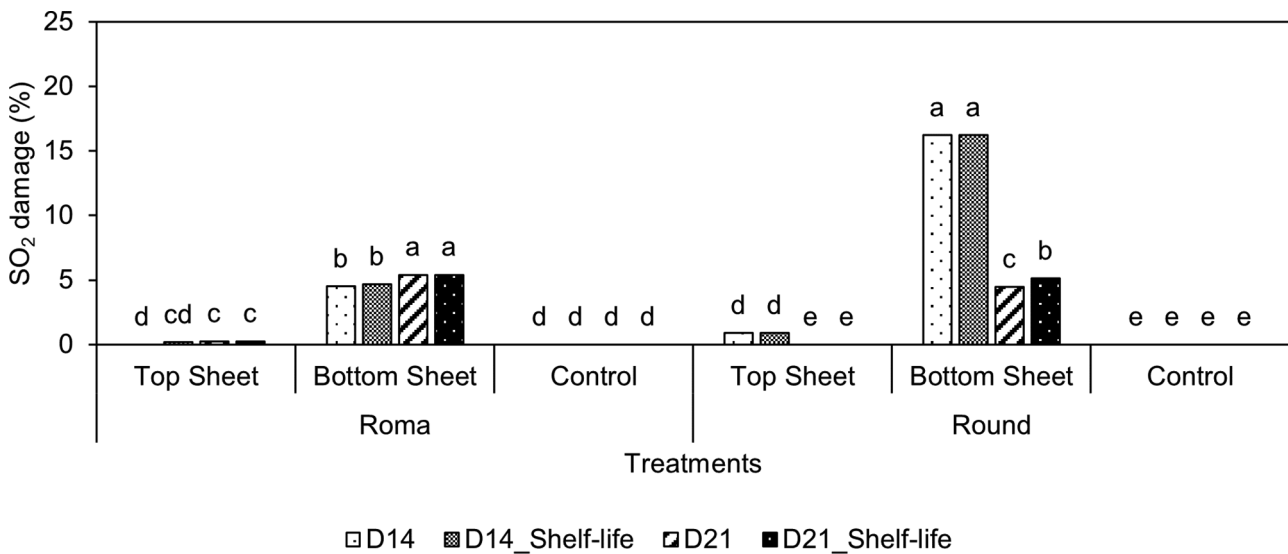 25
20
15
10
5
0
SO₂ damage (%)
d cd c c
b b a a
d d d d
d d e e
a a c b
e e e e
Top Sheet Bottom Sheet Control Top Sheet Bottom Sheet Control
Roma Round
Treatments
D14 D14_Shelf-life D21 D21_Shelf-life